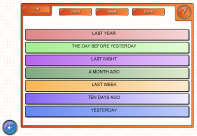 LAST YEAR
THE DAY BEFORE YESTERDAY
LAST NIGHT
A MONTH AGO
LAST WEEK
TEN DAYS AGO
YESTERDAY